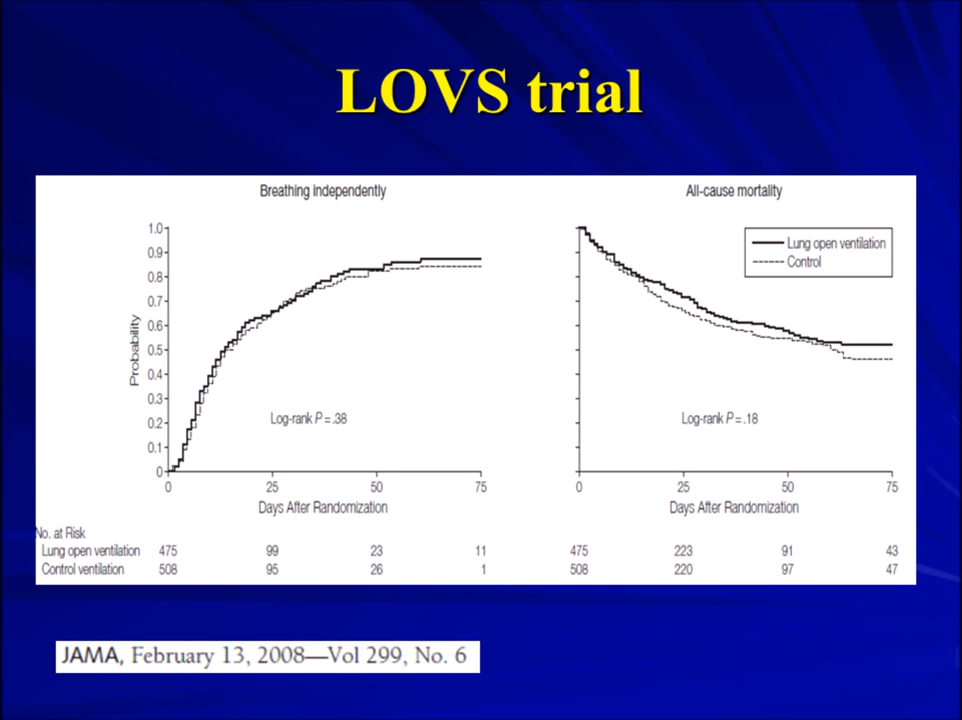 LOVS trial
Breathing Independently
All-cause mortality
1.0
0.9
0.8
0.7
0.6
0.5
0.4
0.3
0.2
0.1
0
Probability
Lung open ventilation
Control
Log-rank P = .38
Log-rank P = .18
0 25 50 75
0 25 50 75
Days After Randomization
Days After Randomization
No. at Risk
Lung open ventilation 475 99 23 11 475 223 91 43
Control ventilation 508 95 26 1 508 220 97 47
JAMA, February 13, 2008—Vol 299, No. 6